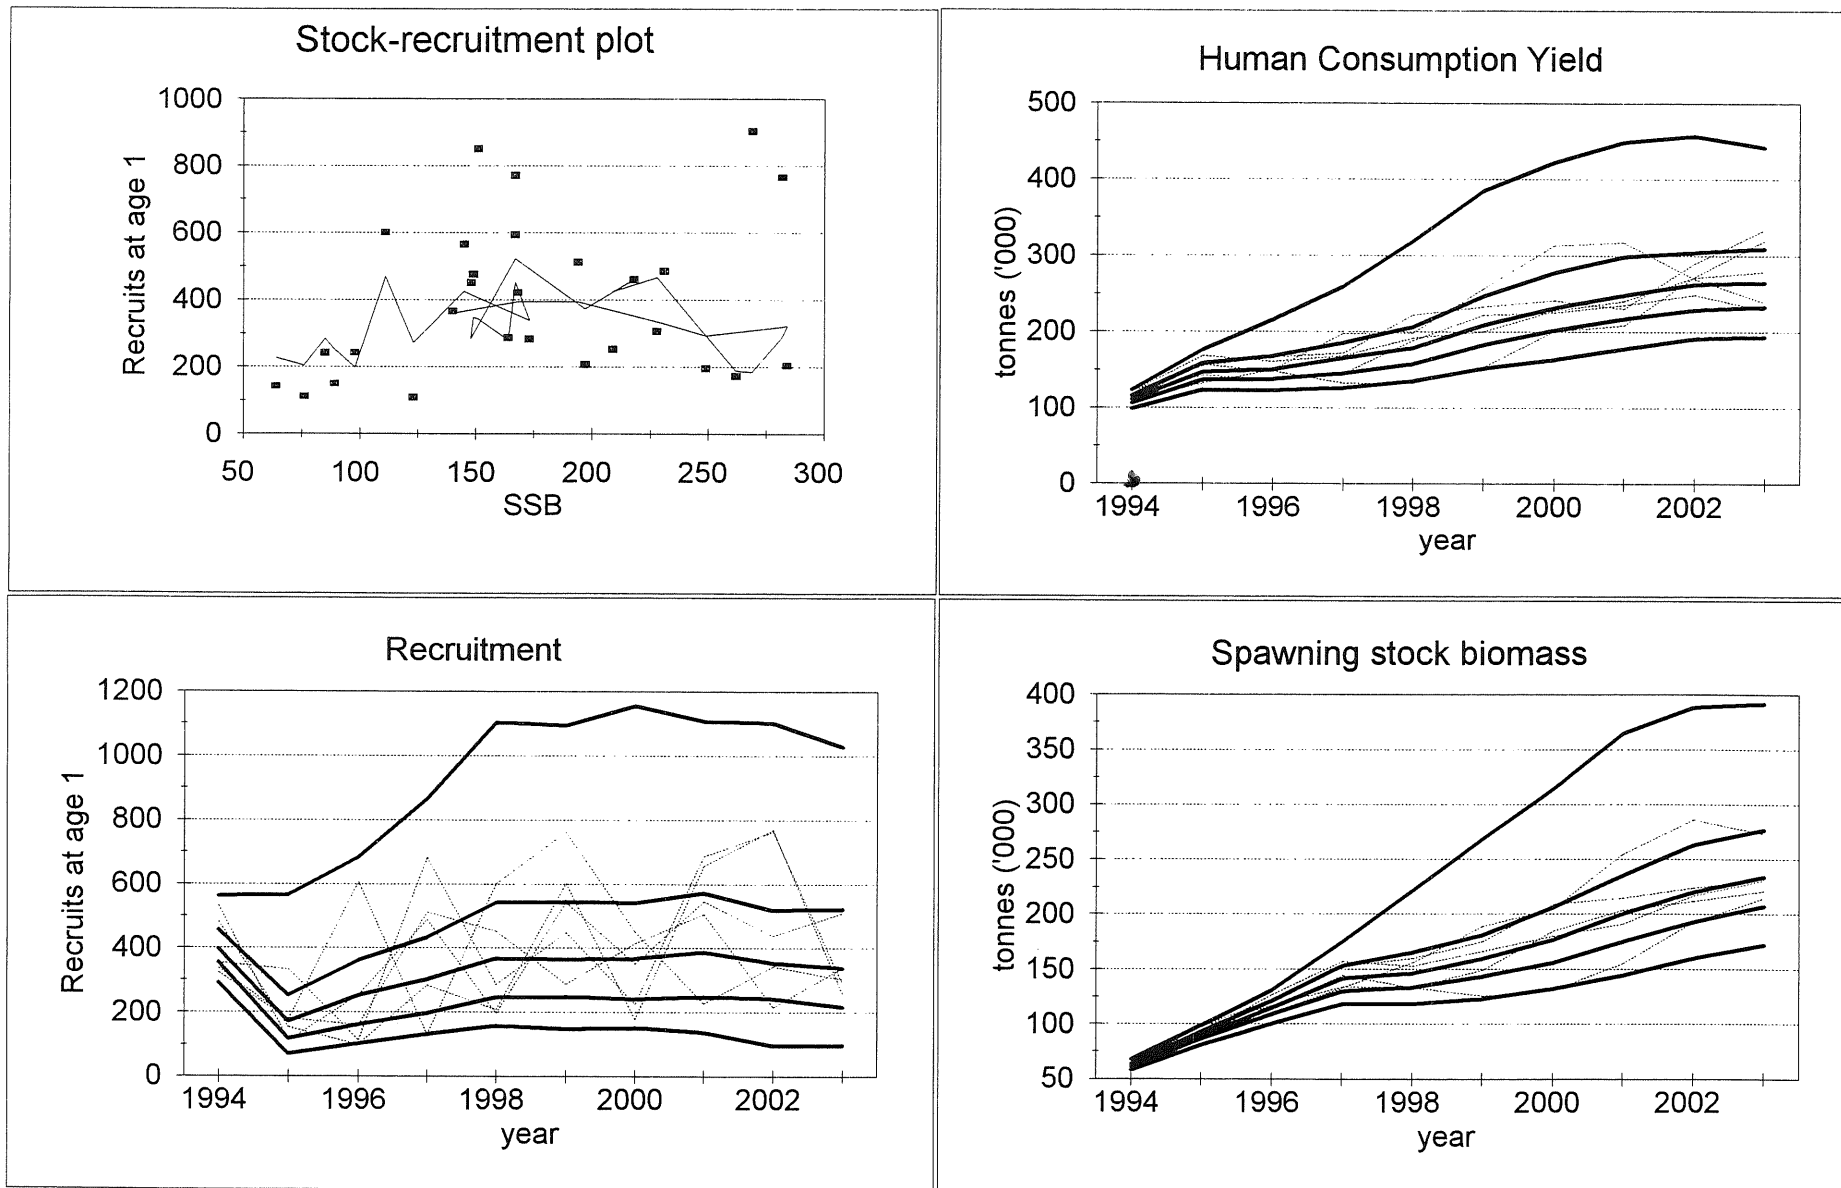 Stock-recruitment plot
Recruits at age 1
1000
800
600
400
200
0
50 100 150 200 250 300
SSB
Human Consumption Yield
tonnes ('000)
500
400
300
200
100
0
1994 1996 1998 2000 2002
year
Recruitment
Recruits at age 1
1200
1000
800
600
400
200
0
1994 1996 1998 2000 2002
year
Spawning stock biomass
tonnes ('000)
400
350
300
250
200
150
100
50
1994 1996 1998 2000 2002
year